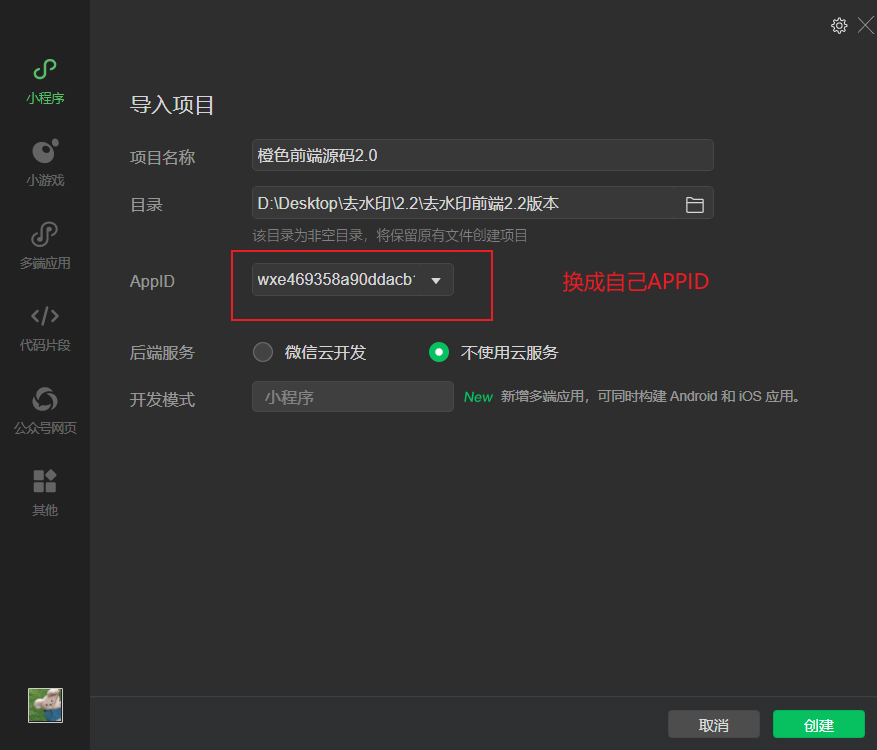 小程序
小游戏
多端应用
代码片段
公众号网页
其他
导入项目
项目名称
橙色前端源码2.0
目录
D:\Desktop\去水印\2.2\去水印前端2.2版本
该目录为非空目录，将保留原有文件创建项目
AppID
wxe469358a90ddacb
换成自己APPID
后端服务
微信云开发
不使用云服务
开发模式
小程序
New 新增多端应用，可同时构建 Android 和 iOS 应用。
取消
创建